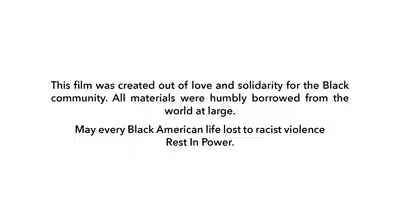 This film was created out of love and solidarity for the Black
community. All materials were humbly borrowed from the
world at large.
May every Black American life lost to racist violence
Rest In Power.